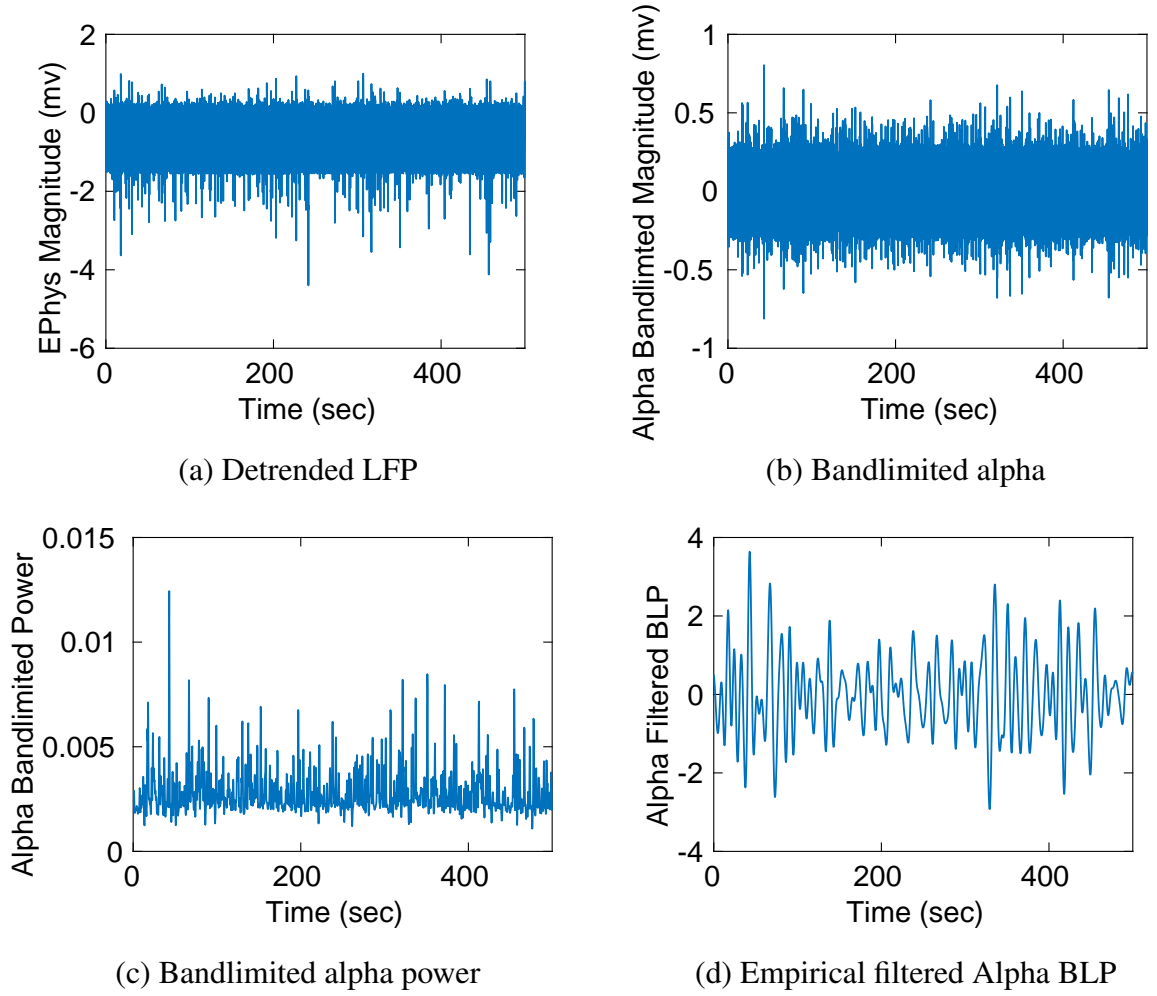 2
0
-2
-4
-6
EPhys Magnitude (mv)
0 200 400
Time (sec)
(a) Detrended LFP
1
0.5
0
-0.5
-1
Alpha Bandlimted Magnitude (mv)
0 200 400
Time (sec)
(b) Bandlimited alpha
0.015
0.01
0.005
0
Alpha Bandlimited Power
0 200 400
Time (sec)
(c) Bandlimited alpha power
4
2
0
-2
-4
Alpha Filtered BLP
0 200 400
Time (sec)
(d) Empirical filtered Alpha BLP